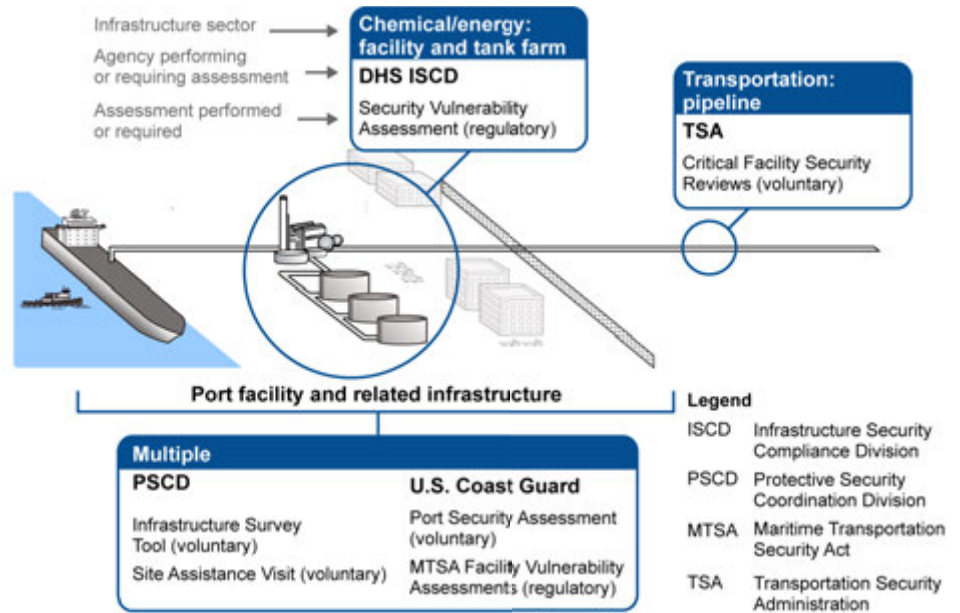 Infrastructure sector
Agency performing
or requiring assessment
Assessment performed
or required
Chemical/energy:
facility and tank farm
DHS ISCD
Security Vulnerability
Assessment (regulatory)
Transportation:
pipeline
TSA
Critical Facility Security
Reviews (voluntary)
Port facility and related infrastructure
Multiple
PSCD
Infrastructure Survey
Tool (voluntary)
Site Assistance Visit (voluntary)
U.S. Coast Guard
Port Security Assessment
(voluntary)
MTSA Facility Vulnerability
Assessments (regulatory)
Legend
ISCD Infrastructure Security
Compliance Division
PSCD Protective Security
Coordination Division
MTSA Maritime Transportation
Security Act
TSA Transportation Security
Administration